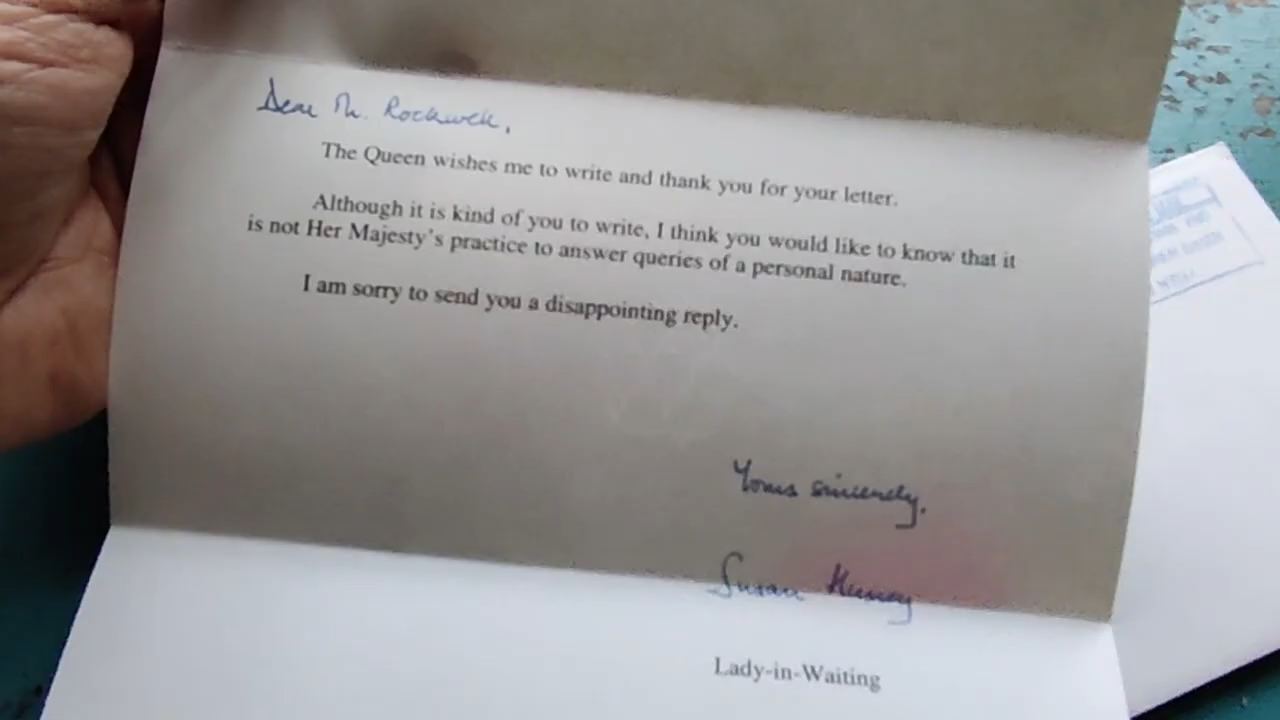 Dear Mr. Rockwell,
The Queen wishes me to write and thank you for your letter.
Although it is kind of you to write, I think you would like to know that it
is not Her Majesty's practice to answer queries of a personal nature.
I am sorry to send you a disappointing reply.
Yours sincerely,
Susan Hussey
Lady-in-Waiting